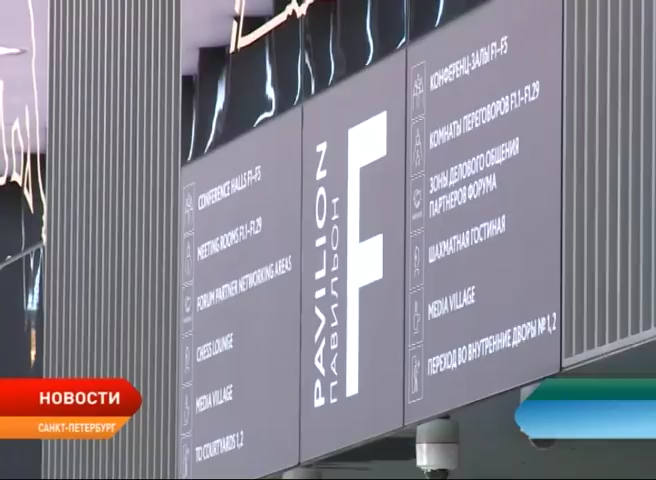 CONFERENCE HALLS F1–F5
MEETING ROOMS F1.1–F1.29
FORUM PARTNER NETWORKING AREAS
CHESS LOUNGE
MEDIA VILLAGE
TO COURTYARDS 1, 2
PAVILION
ПАВИЛЬОН
F
КОНФЕРЕНЦ-ЗАЛЫ F1–F5
КОМНАТЫ ПЕРЕГОВОРОВ F1.1–F1.29
ЗОНЫ ДЕЛОВОГО ОБЩЕНИЯ
ПАРТНЕРОВ ФОРУМА
ШАХМАТНАЯ ГОСТИНАЯ
MEDIA VILLAGE
ПЕРЕХОД ВО ВНУТРЕННИЕ ДВОРЫ № 1, 2
НОВОСТИ
САНКТ-ПЕТЕРБУРГ